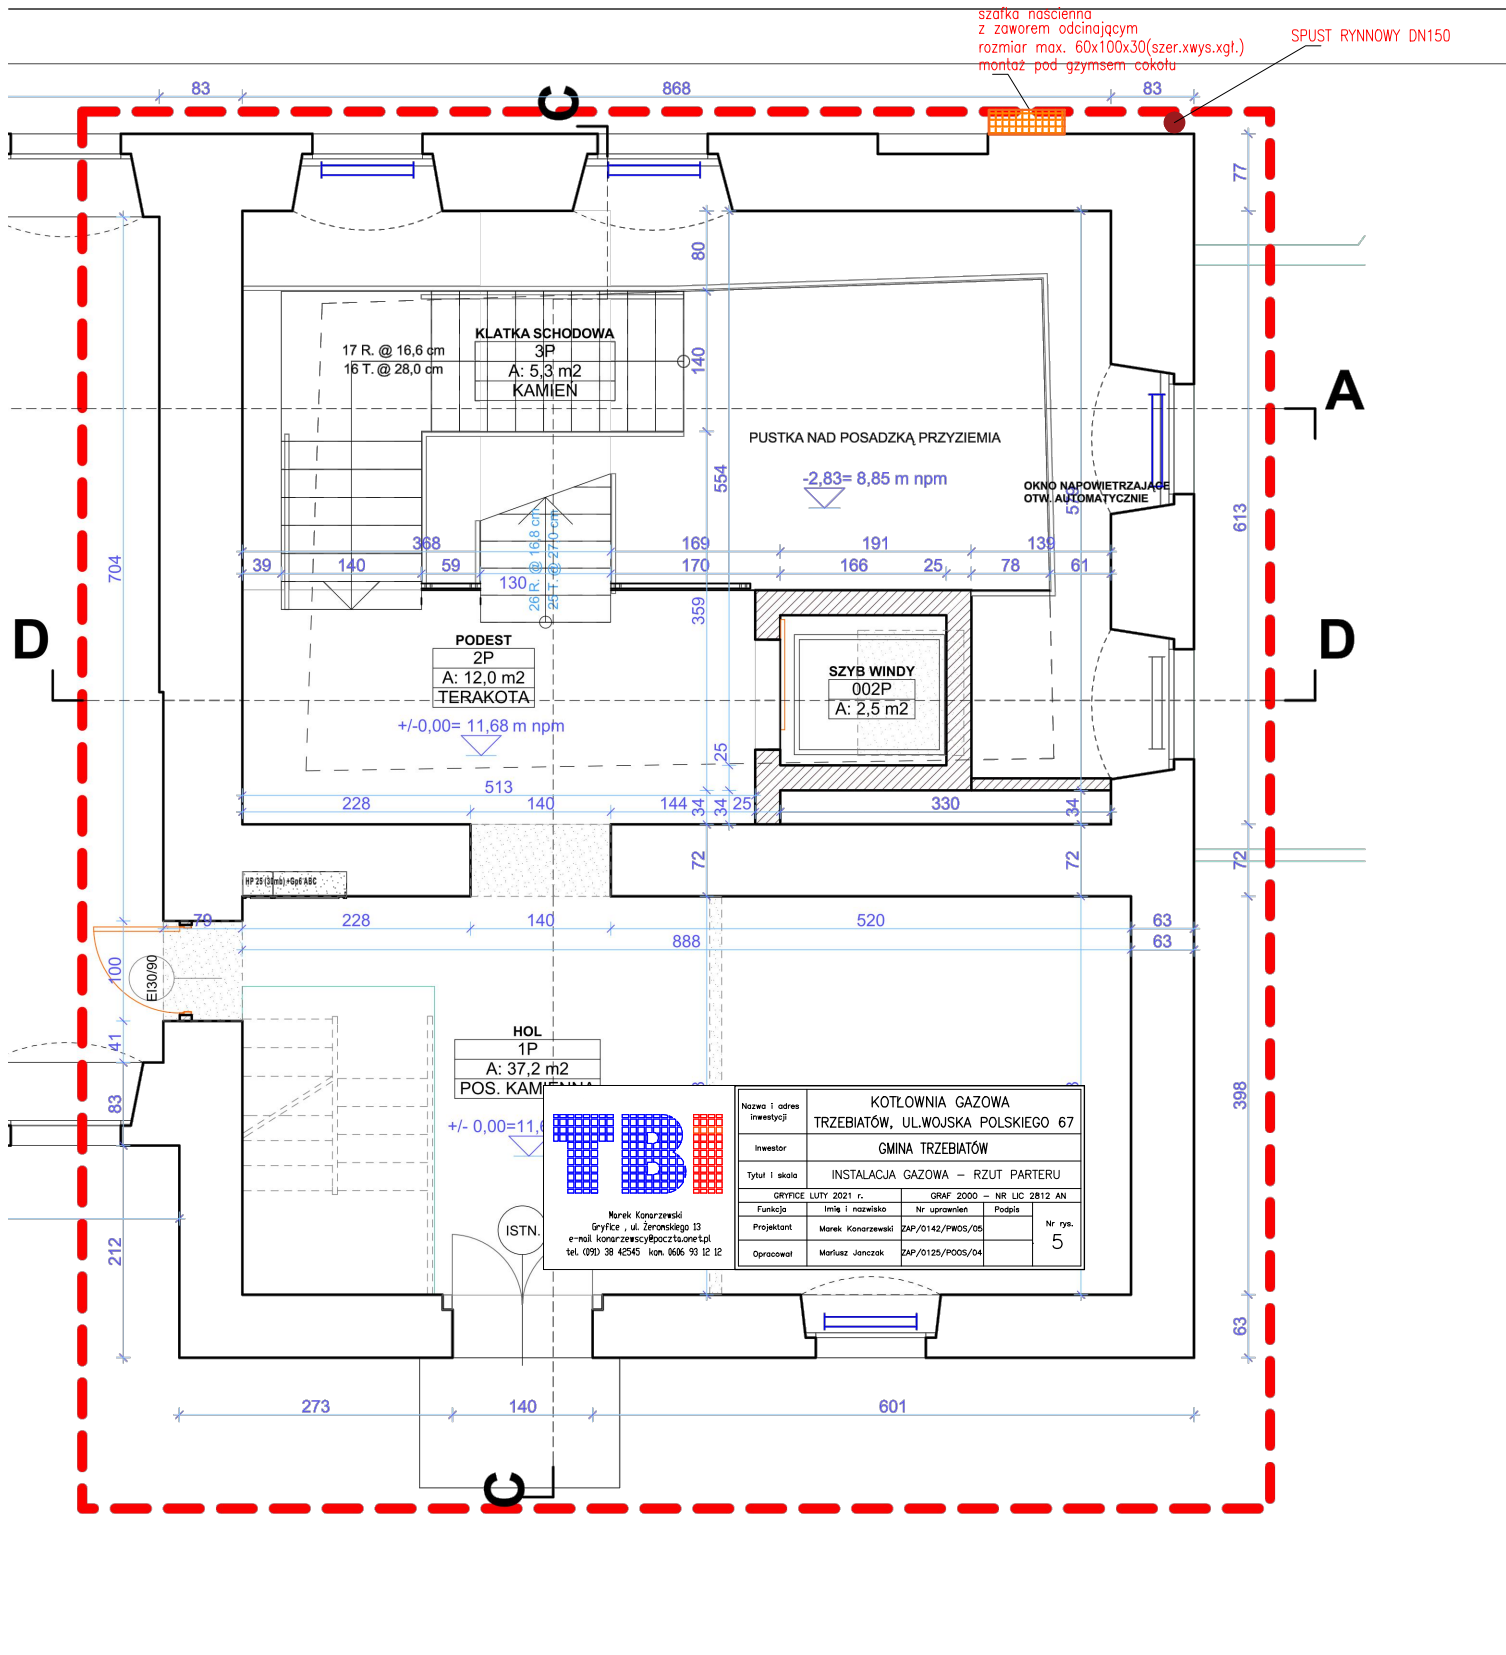 szafka naścienna
z zaworem odcinającym
rozmiar max. 60x100x30(szer.xwys.xgł.)
montaż pod gzymsem cokołu
SPUST RYNNOWY DN150
83
868
83
C
77
80
KLATKA SCHODOWA
3P
A: 5,3 m2
KAMIEŃ
17 R. @ 16,6 cm
16 T. @ 28,0 cm
140
A
PUSTKA NAD POSADZKĄ PRZYZIEMIA
-2,83= 8,85 m npm
554
OKNO NAPOWIETRZAJĄCE
OTW. AUTOMATYCZNIE
613
704
368
169
191
139
39
140
59
130
170
166
25
78
61
26 R. @ 16,8 cm
25 T. @ 27,0 cm
359
D
D
PODEST
2P
A: 12,0 m2
TERAKOTA
+/-0,00= 11,68 m npm
SZYB WINDY
002P
A: 2,5 m2
25
513
228
140
144
34
34
25
330
34
72
72
72
HP 25 (30mb)+Gp6 ABC
79
228
140
520
63
888
63
100
EI30/90
41
83
212
HOL
1P
A: 37,2 m2
POS. KAMIENNA
+/- 0,00=11,6
398
ISTN.
TBI
Marek Konarzewski
Gryfice , ul. Żeromskiego 13
e-mail konarzewscy@poczta.onet.pl
tel. (091) 38 42545 kom. 0606 93 12 12
Nazwa i adres
inwestycji
KOTŁOWNIA GAZOWA
TRZEBIATÓW, UL.WOJSKA POLSKIEGO 67
Inwestor
GMINA TRZEBIATÓW
Tytuł i skala
INSTALACJA GAZOWA – RZUT PARTERU
GRYFICE LUTY 2021 r.
GRAF 2000 – NR LIC 2812 AN
Funkcja
Imię i nazwisko
Nr uprawnień
Podpis
Projektant
Marek Konarzewski
ZAP/0142/PWOS/05
Nr rys.
5
Opracował
Mariusz Janczak
ZAP/0125/POOS/04
63
273
140
601
C